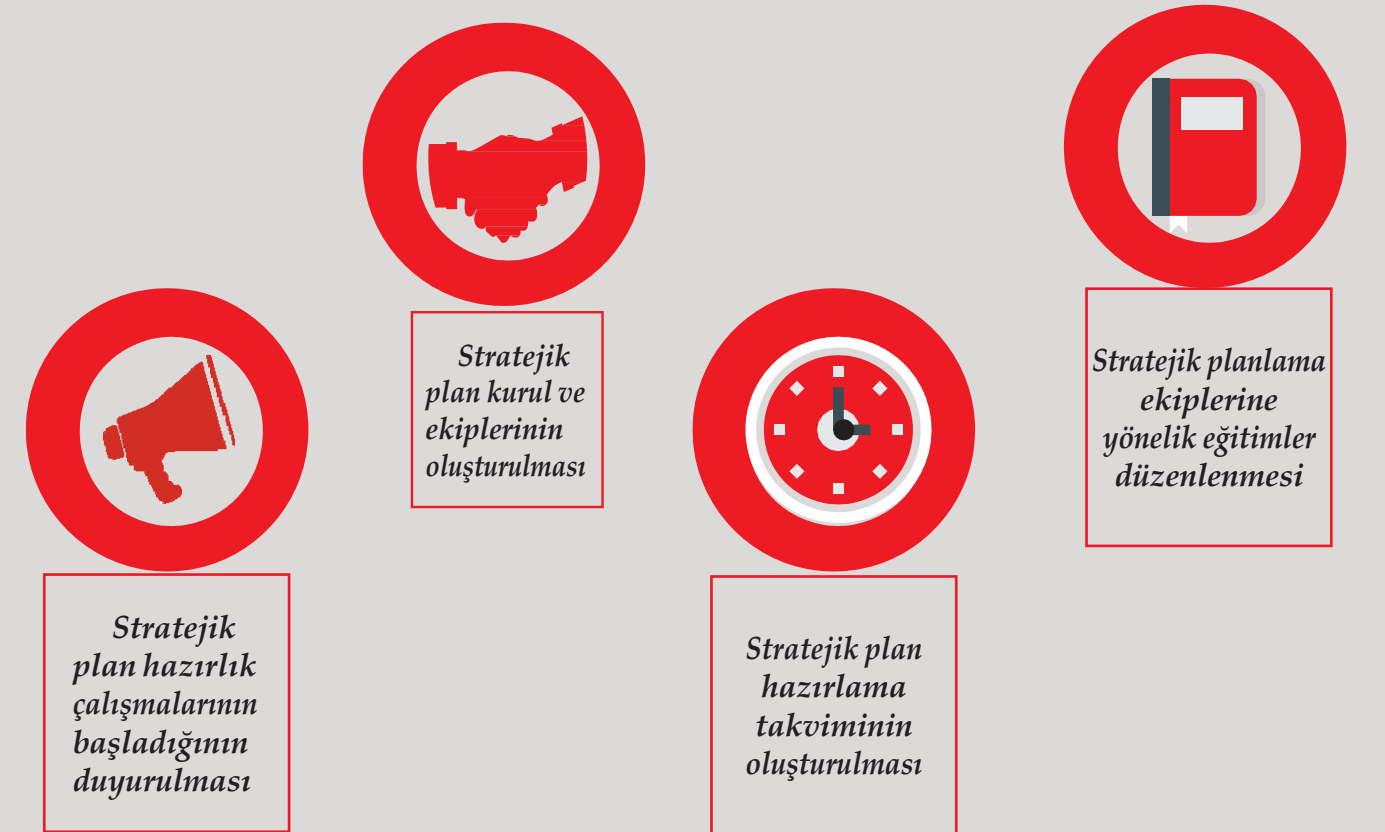 Stratejik
plan hazırlık
çalışmalarının
başladığının
duyurulması
Stratejik
plan kurul ve
ekiplerinin
oluşturulması
Stratejik plan
hazırlama
takviminin
oluşturulması
Stratejik planlama
ekiplerine
yönelik eğitimler
düzenlenmesi